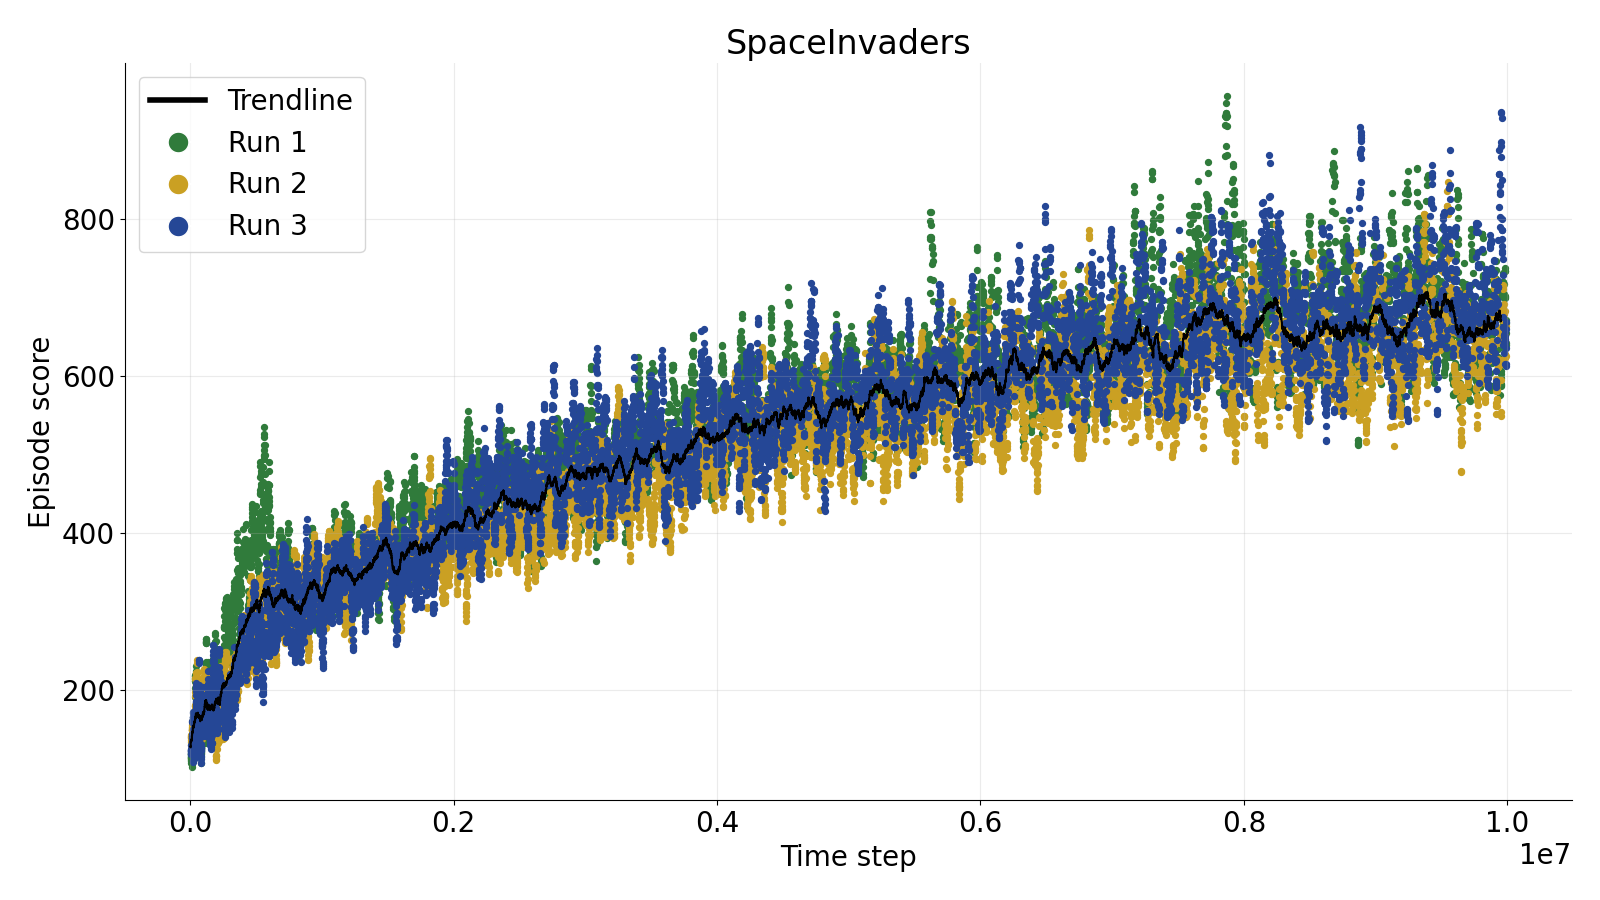 SpaceInvaders
Trendline
Run 1
Run 2
Run 3
Episode score
800
600
400
200
0.0 0.2 0.4 0.6 0.8 1.0
1e7
Time step